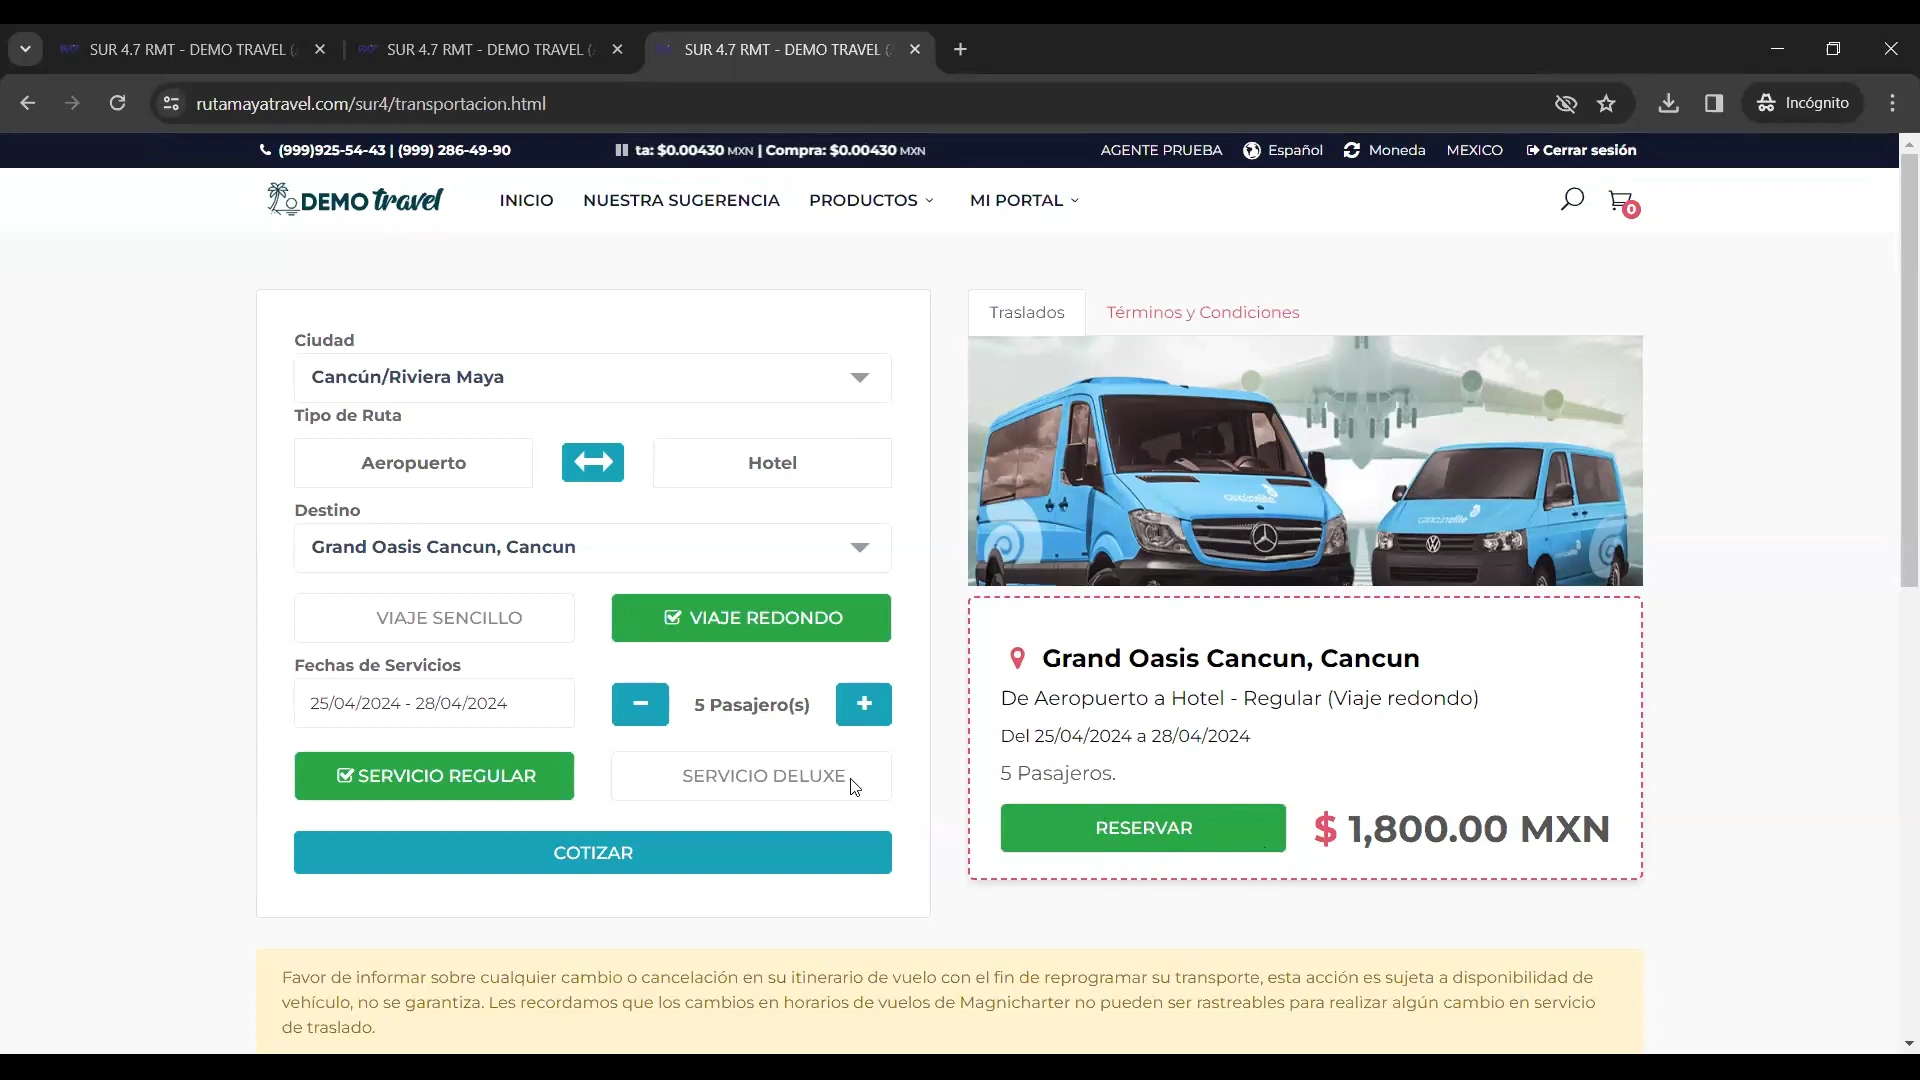 SUR 4.7 RMT - DEMO TRAVEL (
SUR 4.7 RMT - DEMO TRAVEL (
SUR 4.7 RMT - DEMO TRAVEL (
rutamayatravel.com/sur4/transportacion.html
Incógnito
(999)925-54-43 | (999) 286-49-90
ta: $0.00430 MXN | Compra: $0.00430 MXN
AGENTE PRUEBA
Español
Moneda
MEXICO
Cerrar sesión
DEMO travel
INICIO
NUESTRA SUGERENCIA
PRODUCTOS
MI PORTAL
0
Ciudad
Cancún/Riviera Maya
Tipo de Ruta
Aeropuerto
Hotel
Destino
Grand Oasis Cancun, Cancun
VIAJE SENCILLO
VIAJE REDONDO
Fechas de Servicios
25/04/2024 - 28/04/2024
5 Pasajero(s)
SERVICIO REGULAR
SERVICIO DELUXE
COTIZAR
Traslados
Términos y Condiciones
Grand Oasis Cancun, Cancun
De Aeropuerto a Hotel - Regular (Viaje redondo)
Del 25/04/2024 a 28/04/2024
5 Pasajeros.
RESERVAR
$ 1,800.00 MXN
Favor de informar sobre cualquier cambio o cancelación en su itinerario de vuelo con el fin de reprogramar su transporte, esta acción es sujeta a disponibilidad de
vehículo, no se garantiza. Les recordamos que los cambios en horarios de vuelos de Magnicharter no pueden ser rastreables para realizar algún cambio en servicio
de traslado.